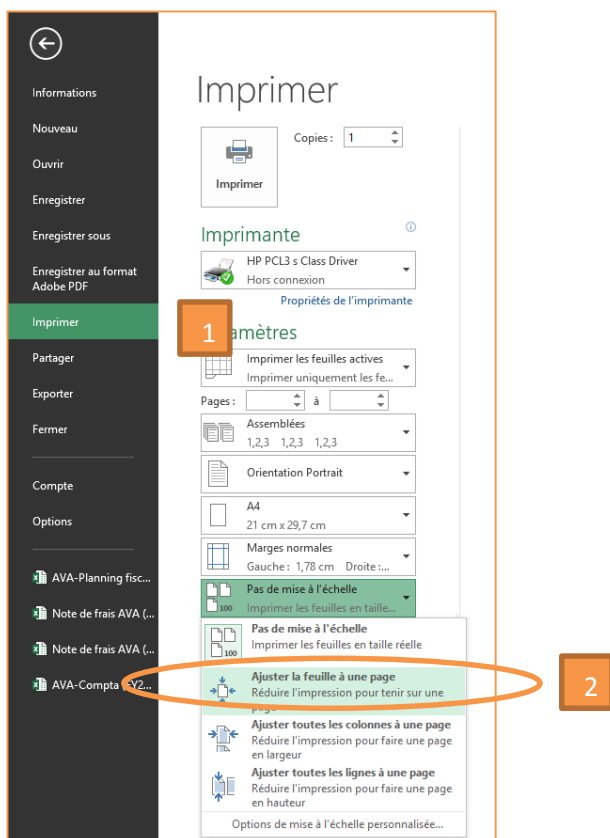 Informations
Nouveau
Ouvrir
Enregistrer
Enregistrer sous
Enregistrer au format
Adobe PDF
Imprimer
Partager
Exporter
Fermer
Compte
Options
AVA-Planning fisc...
Note de frais AVA (...
Note de frais AVA (...
AVA-Compta FY2...
Imprimer
Copies : 1
Imprimer
Imprimante
HP PCL3 s Class Driver
Hors connexion
Propriétés de l'imprimante
1
amètres
Imprimer les feuilles actives
Imprimer uniquement les fe...
Pages : à
Assemblées
1,2,3 1,2,3 1,2,3
Orientation Portrait
A4
21 cm x 29,7 cm
Marges normales
Gauche : 1,78 cm Droite :...
Pas de mise à l'échelle
100 Imprimer les feuilles en taille...
Pas de mise à l'échelle
100 Imprimer les feuilles en taille réelle
Ajuster la feuille à une page
Réduire l'impression pour tenir sur une
page
2
Ajuster toutes les colonnes à une page
Réduire l'impression pour faire une page
en largeur
Ajuster toutes les lignes à une page
Réduire l'impression pour faire une page
en hauteur
Options de mise à l'échelle personnalisée...